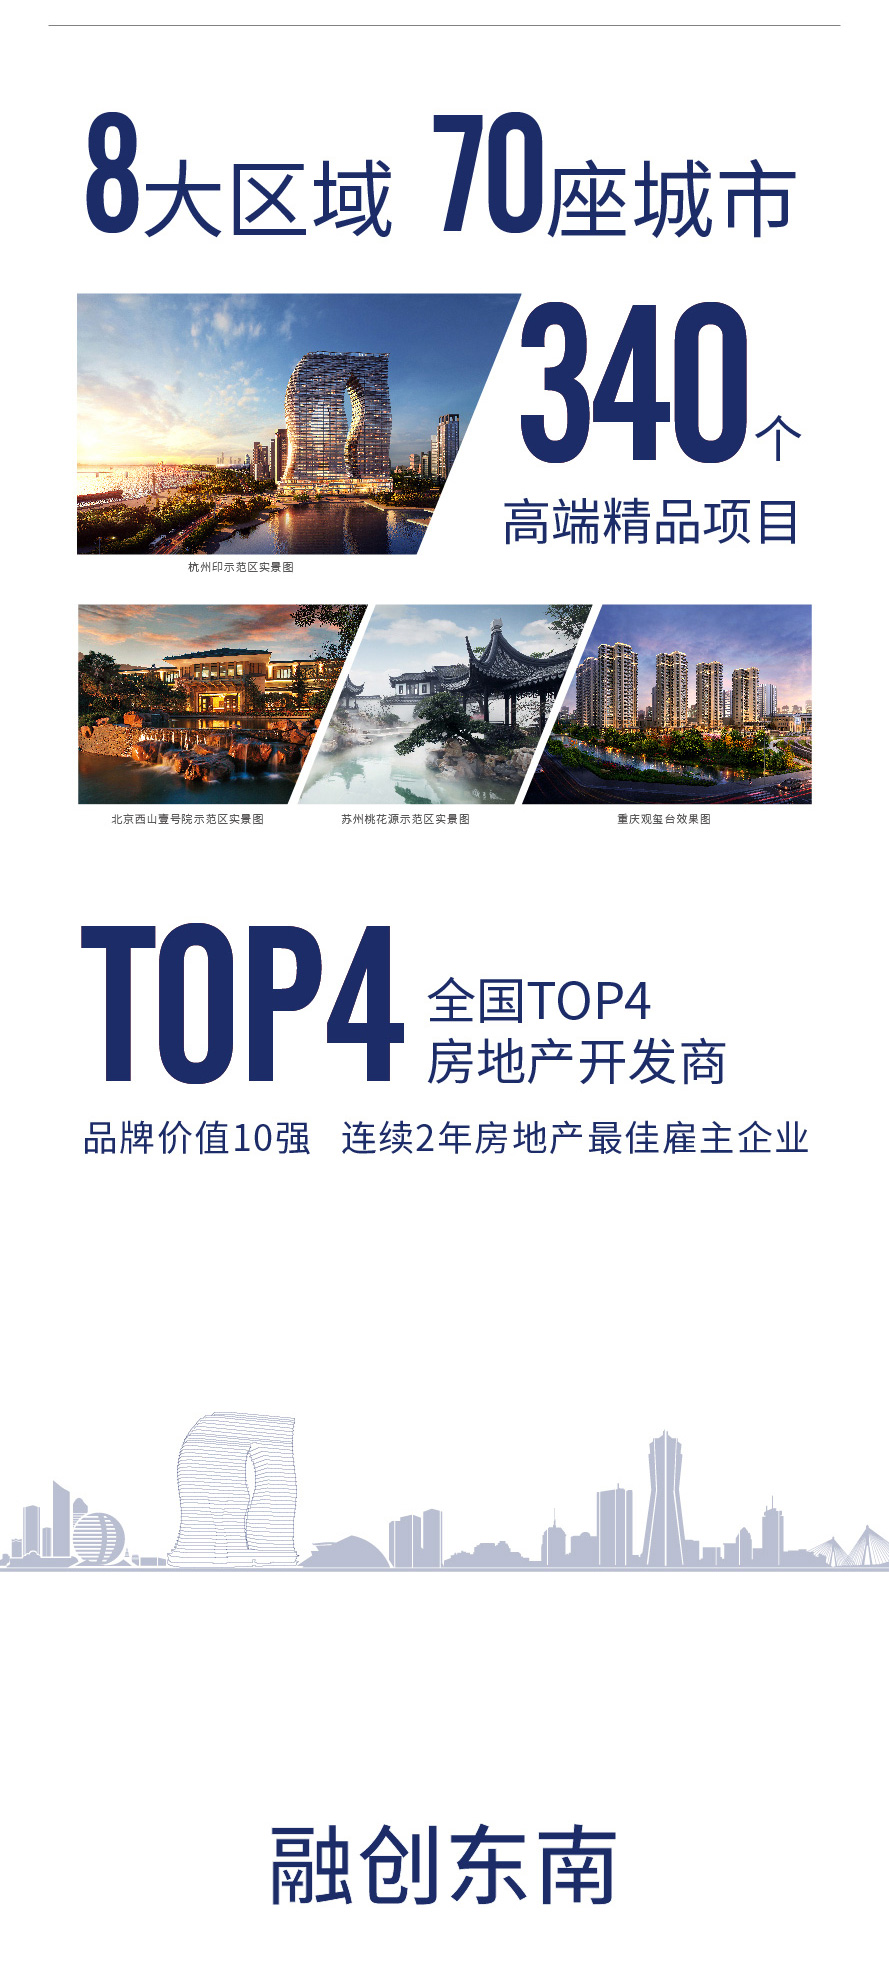 8大区域 70座城市
340个
高端精品项目
杭州印示范区实景图
北京西山壹号院示范区实景图
苏州桃花源示范区实景图
重庆观玺台效果图
TOP4
全国TOP4
房地产开发商
品牌价值10强 连续2年房地产最佳雇主企业
融创东南